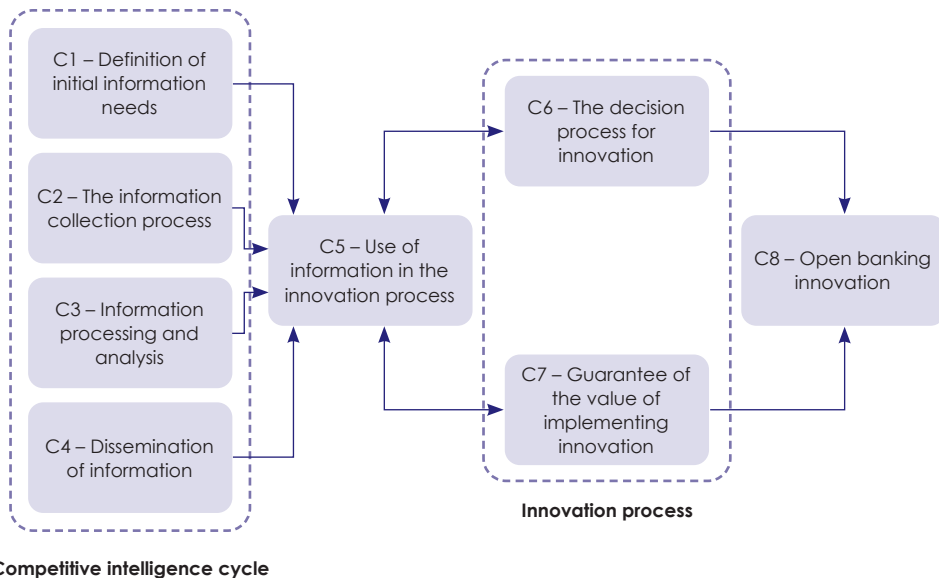 C1 – Definition of
initial information
needs
C2 – The information
collection process
C3 – Information
processing and
analysis
C4 – Dissemination
of information
C5 – Use of
information in the
innovation process
C6 – The decision
process for
innovation
C7 – Guarantee of
the value of
implementing
innovation
C8 – Open banking
innovation
Innovation process
Competitive intelligence cycle